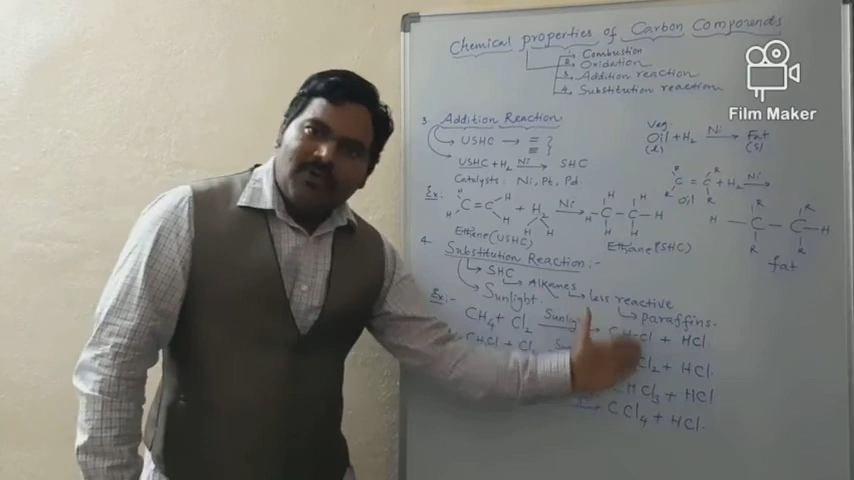 Chemical properties of Carbon Compounds
1. Combustion
2. Oxidation
3. Addition reaction
4. Substitution reaction
Film Maker
3. Addition Reaction
USHC → = }
≡ }
USHC + H2 Ni→ SHC
Catalysts: Ni, Pt, Pd
Veg.
Oil + H2 Ni→ Fat
(l) (s)
R R
C = C + H2 Ni→
R R
Oil
H R R
H — C — C — H
R R
fat
Ex: H H
C = C + H2 Ni→ H — C — C — H
H H H H H H
Ethene (USHC) Ethane (SHC)
4. Substitution Reaction:-
SHC
Alkanes
less reactive
paraffins.
Sunlight.
Ex:-
CH4 + Cl2 → CH3Cl + HCl
CH3Cl + Cl2
Cl2 + HCl
CHCl3 + HCl
CCl4 + HCl.